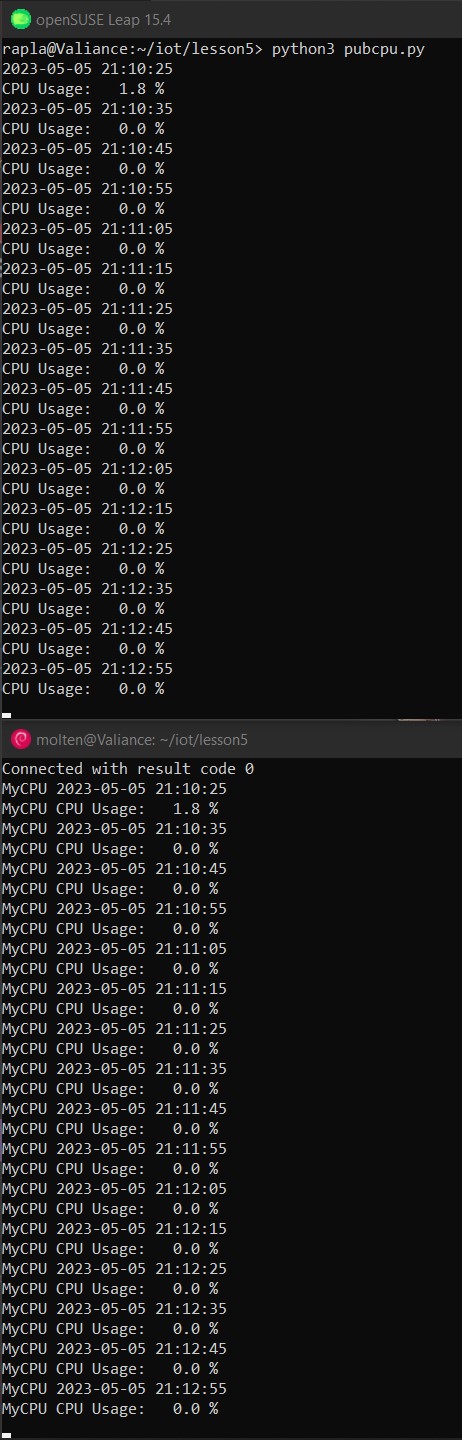 openSUSE Leap 15.4
rapla@Valiance:~/iot/lesson5> python3 pubcpu.py
2023-05-05 21:10:25
CPU Usage:   1.8 %
2023-05-05 21:10:35
CPU Usage:   0.0 %
2023-05-05 21:10:45
CPU Usage:   0.0 %
2023-05-05 21:10:55
CPU Usage:   0.0 %
2023-05-05 21:11:05
CPU Usage:   0.0 %
2023-05-05 21:11:15
CPU Usage:   0.0 %
2023-05-05 21:11:25
CPU Usage:   0.0 %
2023-05-05 21:11:35
CPU Usage:   0.0 %
2023-05-05 21:11:45
CPU Usage:   0.0 %
2023-05-05 21:11:55
CPU Usage:   0.0 %
2023-05-05 21:12:05
CPU Usage:   0.0 %
2023-05-05 21:12:15
CPU Usage:   0.0 %
2023-05-05 21:12:25
CPU Usage:   0.0 %
2023-05-05 21:12:35
CPU Usage:   0.0 %
2023-05-05 21:12:45
CPU Usage:   0.0 %
2023-05-05 21:12:55
CPU Usage:   0.0 %
molten@Valiance: ~/iot/lesson5
Connected with result code 0
MyCPU 2023-05-05 21:10:25
MyCPU CPU Usage:   1.8 %
MyCPU 2023-05-05 21:10:35
MyCPU CPU Usage:   0.0 %
MyCPU 2023-05-05 21:10:45
MyCPU CPU Usage:   0.0 %
MyCPU 2023-05-05 21:10:55
MyCPU CPU Usage:   0.0 %
MyCPU 2023-05-05 21:11:05
MyCPU CPU Usage:   0.0 %
MyCPU 2023-05-05 21:11:15
MyCPU CPU Usage:   0.0 %
MyCPU 2023-05-05 21:11:25
MyCPU CPU Usage:   0.0 %
MyCPU 2023-05-05 21:11:35
MyCPU CPU Usage:   0.0 %
MyCPU 2023-05-05 21:11:45
MyCPU CPU Usage:   0.0 %
MyCPU 2023-05-05 21:11:55
MyCPU CPU Usage:   0.0 %
MyCPU 2023-05-05 21:12:05
MyCPU CPU Usage:   0.0 %
MyCPU 2023-05-05 21:12:15
MyCPU CPU Usage:   0.0 %
MyCPU 2023-05-05 21:12:25
MyCPU CPU Usage:   0.0 %
MyCPU 2023-05-05 21:12:35
MyCPU CPU Usage:   0.0 %
MyCPU 2023-05-05 21:12:45
MyCPU CPU Usage:   0.0 %
MyCPU 2023-05-05 21:12:55
MyCPU CPU Usage:   0.0 %